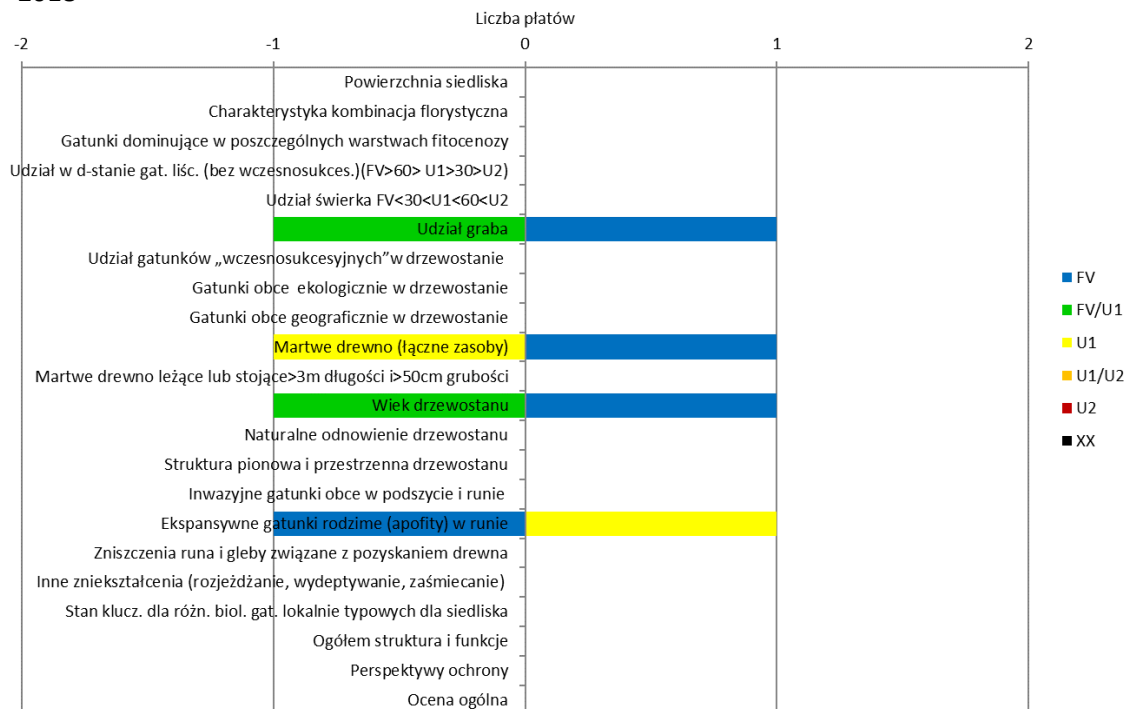 Liczba płatów
-2 -1 0 1 2
Powierzchnia siedliska
Charakterystyka kombinacja florystyczna
Gatunki dominujące w poszczególnych warstwach fitocenozy
Udział w d-stanie gat. liśc. (bez wczesnosukces.)(FV>60> U1>30>U2)
Udział świerka FV<30<U1<60<U2
Udział graba
Udział gatunków „wczesnosukcesyjnych”w drzewostanie
Gatunki obce ekologicznie w drzewostanie
Gatunki obce geograficznie w drzewostanie
Martwe drewno (łączne zasoby)
Martwe drewno leżące lub stojące>3m długości i>50cm grubości
Wiek drzewostanu
Naturalne odnowienie drzewostanu
Struktura pionowa i przestrzenna drzewostanu
Inwazyjne gatunki obce w podszycie i runie
Ekspansywne gatunki rodzime (apofity) w runie
Zniszczenia runa i gleby związane z pozyskaniem drewna
Inne zniekształcenia (rozjeżdżanie, wydeptywanie, zaśmiecanie)
Stan klucz. dla różn. biol. gat. lokalnie typowych dla siedliska
Ogółem struktura i funkcje
Perspektywy ochrony
Ocena ogólna
FV
FV/U1
U1
U1/U2
U2
XX